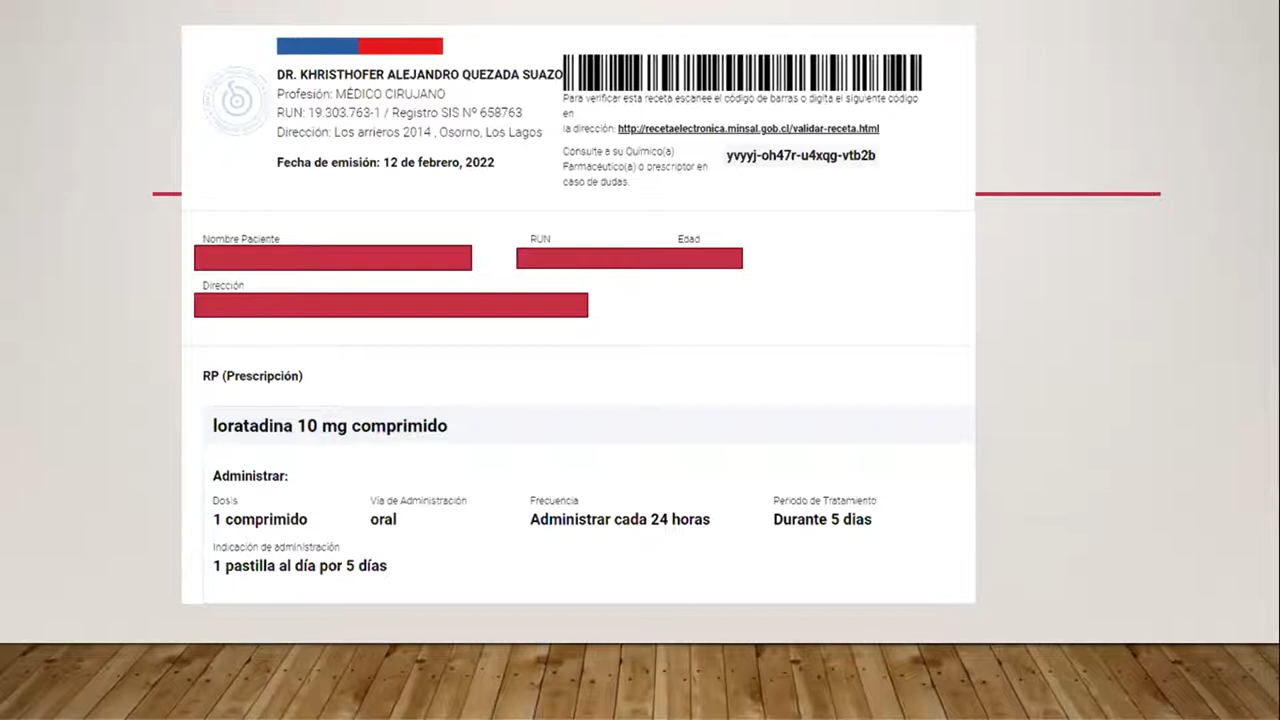 DR. KHRISTHOFER ALEJANDRO QUEZADA SUAZO
Profesión: MÉDICO CIRUJANO
RUN: 19.303.763-1 / Registro SIS Nº 658763
Dirección: Los arrieros 2014 , Osorno, Los Lagos
Fecha de emisión: 12 de febrero, 2022
Para verificar esta receta escanee el código de barras o digita el siguiente código
en
la dirección: http://recetaelectronica.minsal.gob.cl/validar-receta.html
Consulte a su Químico(a)
Farmacéutico(a) o prescriptor en
caso de dudas.
yvyyj-oh47r-u4xqg-vtb2b
Nombre Paciente
RUN
Edad
Dirección
RP (Prescripción)
loratadina 10 mg comprimido
Administrar:
Dosis
1 comprimido
Vía de Administración
oral
Frecuencia
Administrar cada 24 horas
Periodo de Tratamiento
Durante 5 dias
Indicación de administración
1 pastilla al día por 5 días